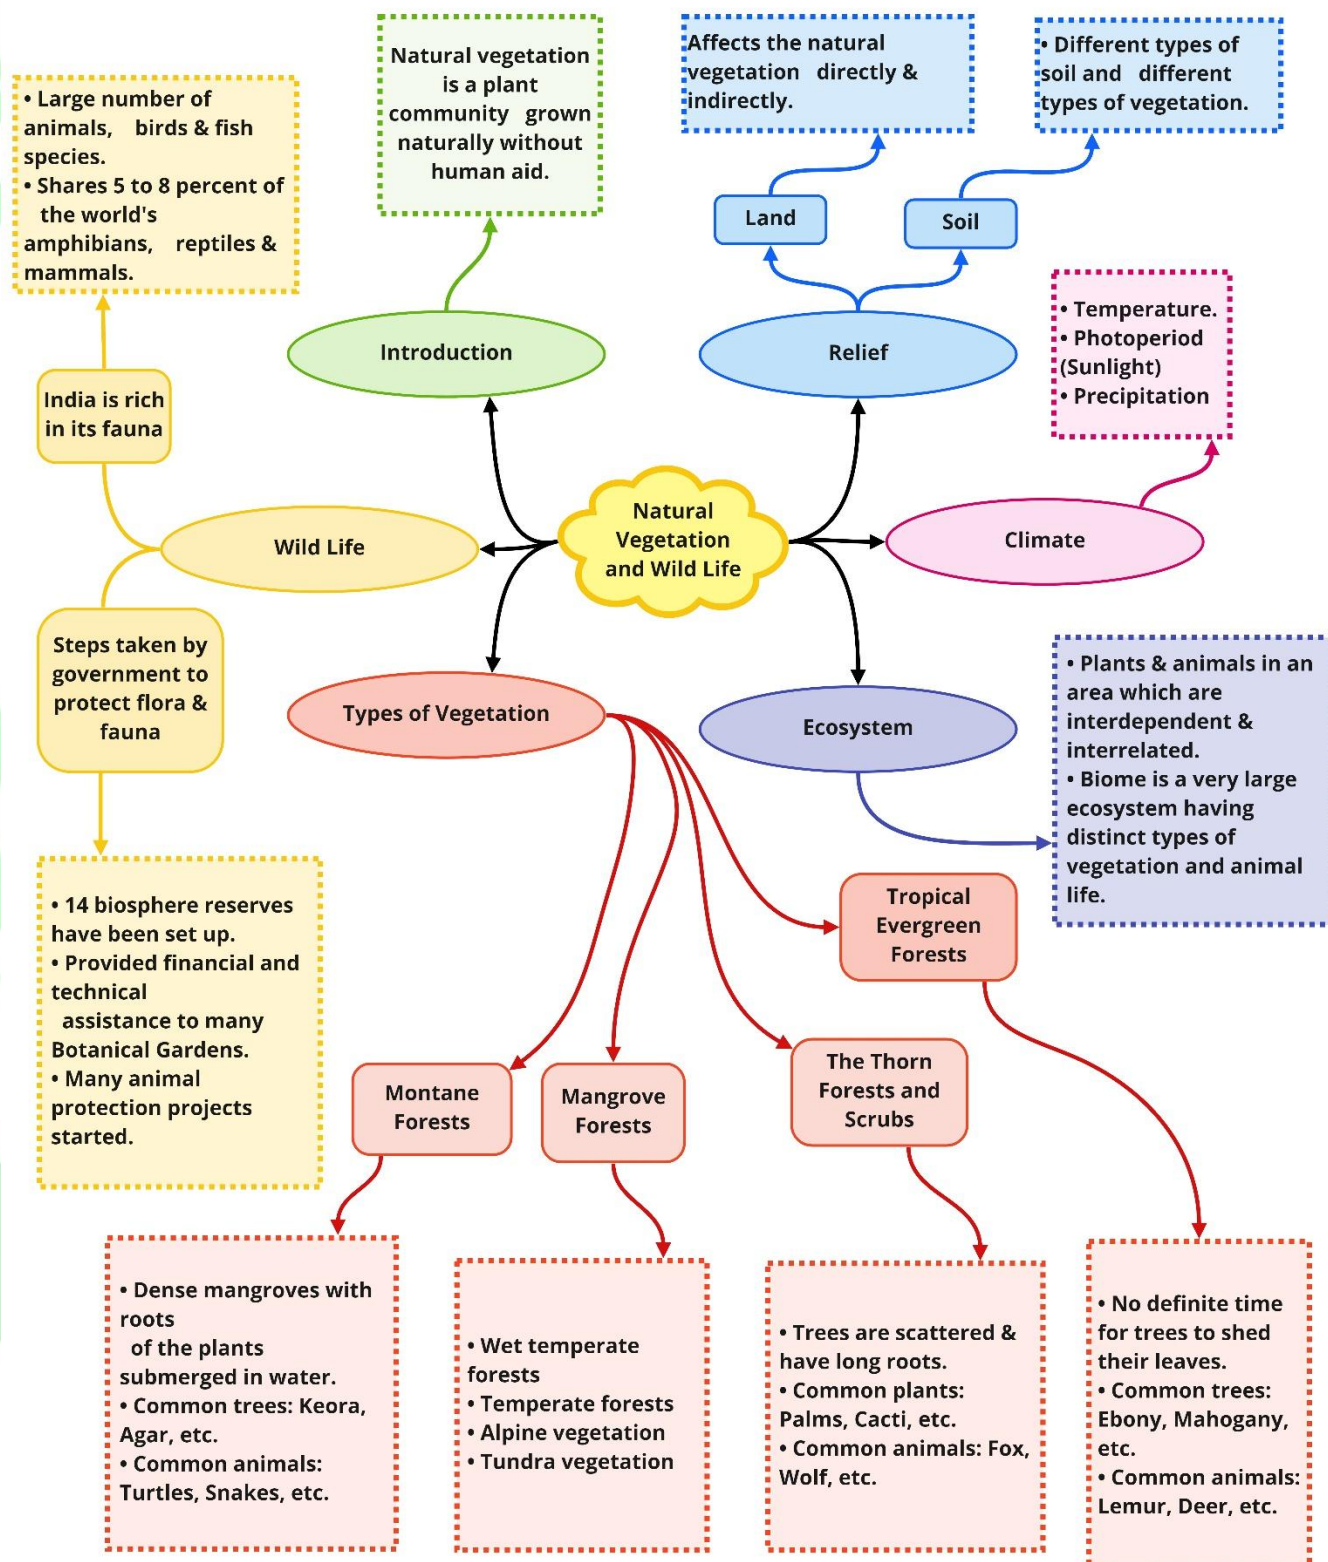 Natural vegetation
is a plant
community grown
naturally without
human aid.
Affects the natural
vegetation directly &
indirectly.
• Different types of
soil and different
types of vegetation.
• Large number of
animals, birds & fish
species.
• Shares 5 to 8 percent of
the world's
amphibians, reptiles &
mammals.
Land
Soil
Introduction
Relief
• Temperature.
• Photoperiod
(Sunlight)
• Precipitation
India is rich
in its fauna
Wild Life
Natural
Vegetation
and Wild Life
Climate
Steps taken by
government to
protect flora &
fauna
Types of Vegetation
Ecosystem
• Plants & animals in an
area which are
interdependent &
interrelated.
• Biome is a very large
ecosystem having
distinct types of
vegetation and animal
life.
• 14 biosphere reserves
have been set up.
• Provided financial and
technical
assistance to many
Botanical Gardens.
• Many animal
protection projects
started.
Tropical
Evergreen
Forests
Montane
Forests
Mangrove
Forests
The Thorn
Forests and
Scrubs
• Dense mangroves with
roots
of the plants
submerged in water.
• Common trees: Keora,
Agar, etc.
• Common animals:
Turtles, Snakes, etc.
• Wet temperate
forests
• Temperate forests
• Alpine vegetation
• Tundra vegetation
• Trees are scattered &
have long roots.
• Common plants:
Palms, Cacti, etc.
• Common animals: Fox,
Wolf, etc.
• No definite time
for trees to shed
their leaves.
• Common trees:
Ebony, Mahogany,
etc.
• Common animals:
Lemur, Deer, etc.